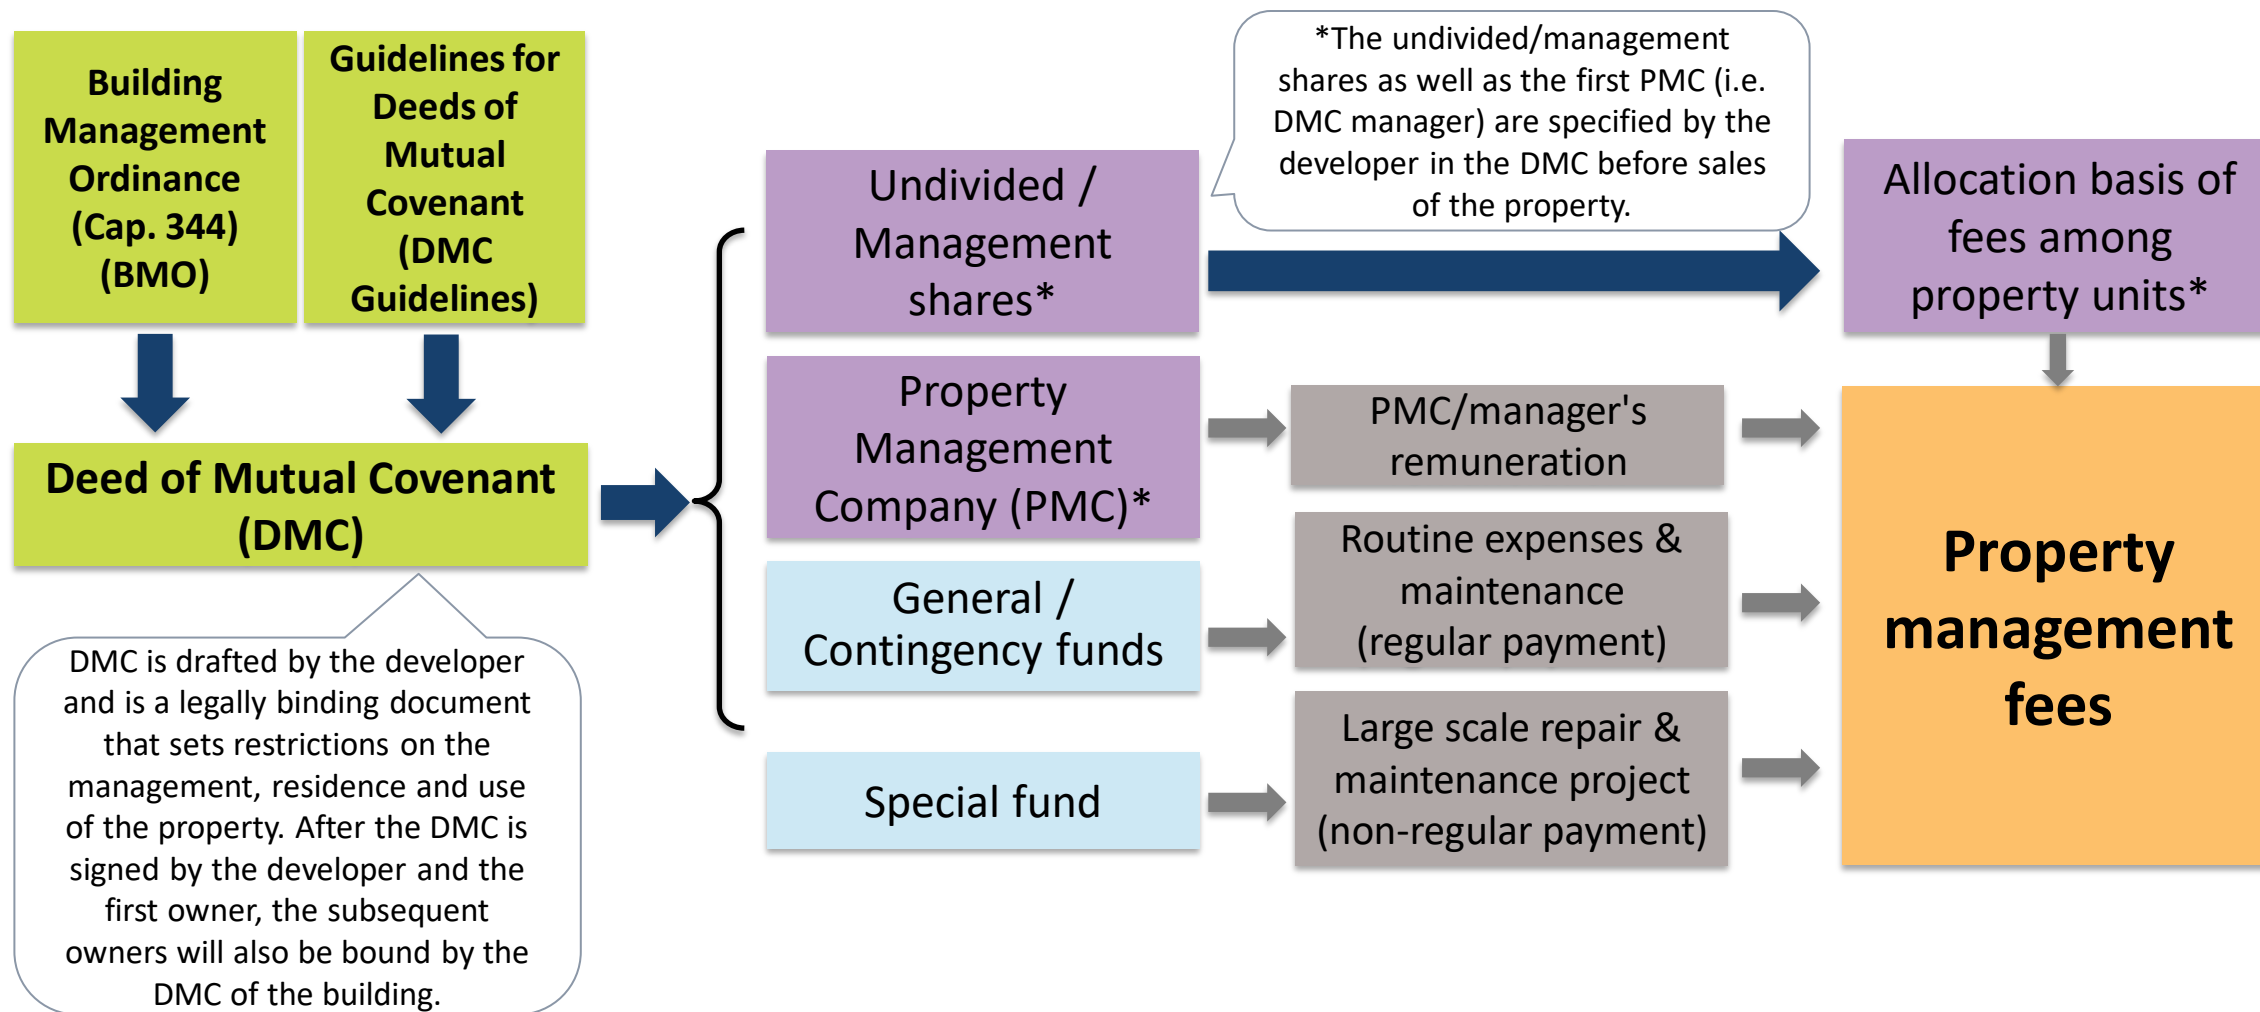 Building
Management
Ordinance
(Cap. 344)
(BMO)
Guidelines for
Deeds of
Mutual
Covenant
(DMC
Guidelines)
Deed of Mutual Covenant
(DMC)
DMC is drafted by the developer
and is a legally binding document
that sets restrictions on the
management, residence and use
of the property. After the DMC is
signed by the developer and the
first owner, the subsequent
owners will also be bound by the
DMC of the building.
*The undivided/management
shares as well as the first PMC (i.e.
DMC manager) are specified by the
developer in the DMC before sales
of the property.
Undivided /
Management
shares*
Allocation basis of
fees among
property units*
Property
Management
Company (PMC)*
PMC/manager's
remuneration
General /
Contingency funds
Routine expenses &
maintenance
(regular payment)
Special fund
Large scale repair &
maintenance project
(non-regular payment)
Property
management
fees